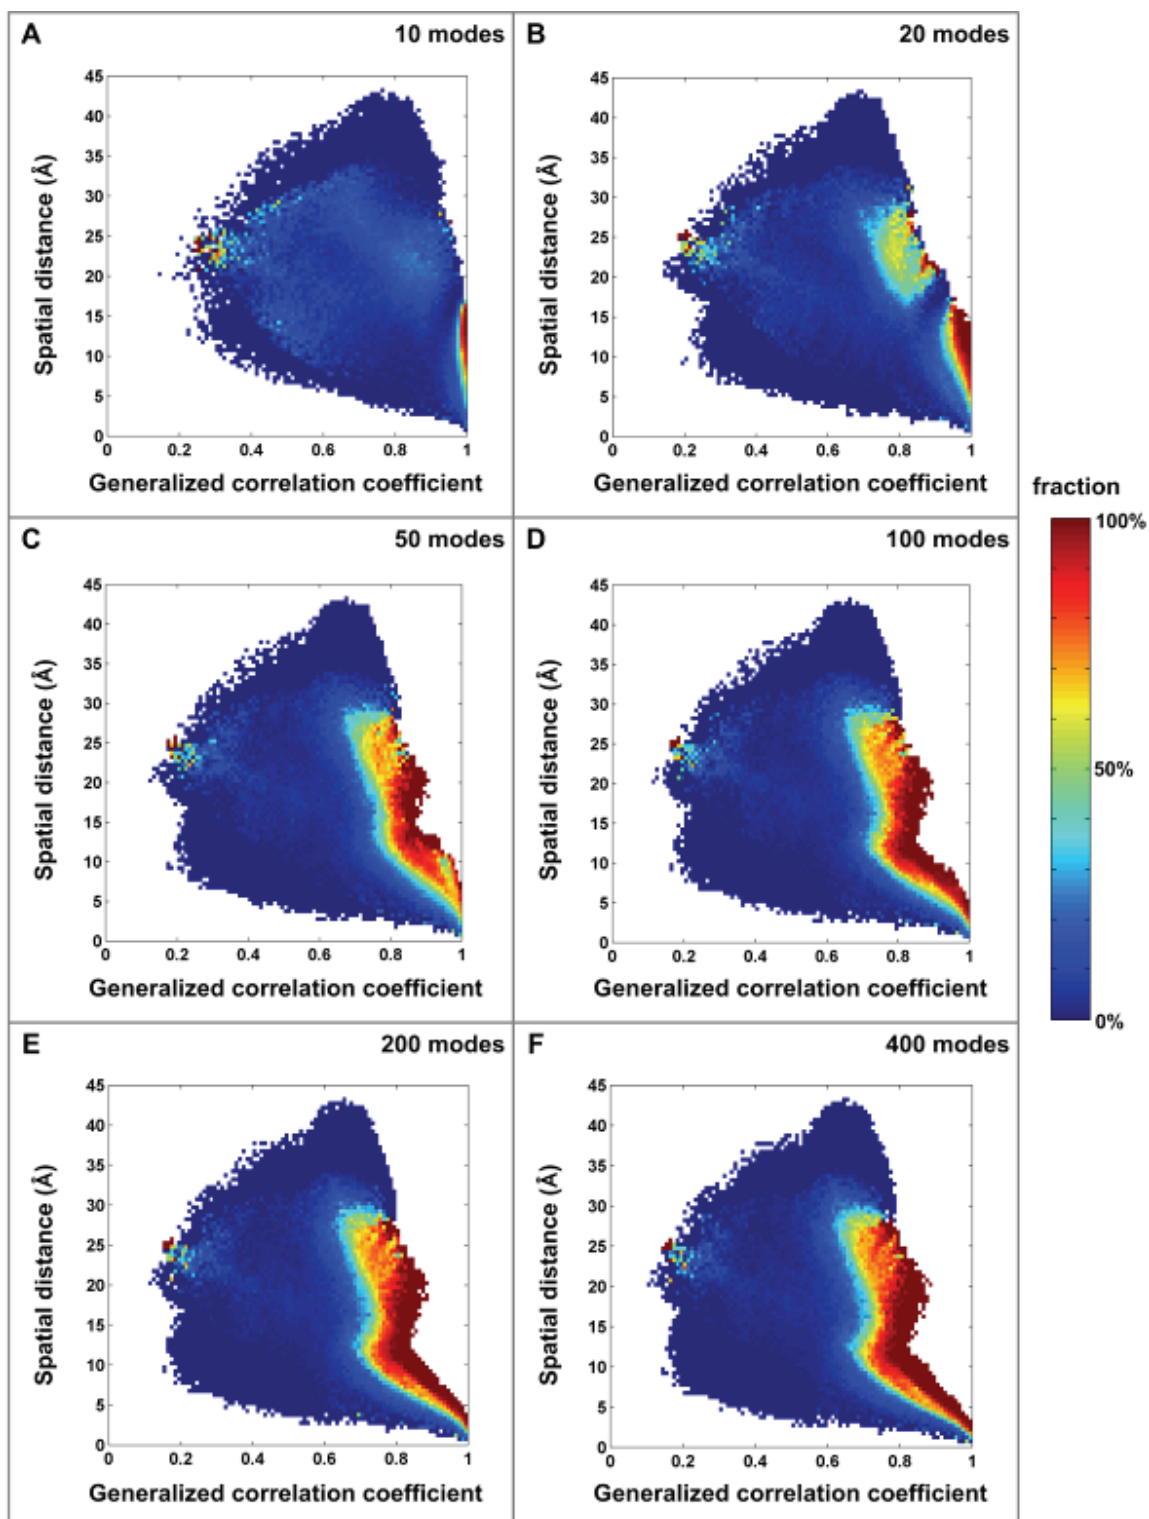 A 10 modes
45
40
35
30
25
20
15
10
5
0
0 0.2 0.4 0.6 0.8 1
Spatial distance (Å)
Generalized correlation coefficient
B 20 modes
45
40
35
30
25
20
15
10
5
0
0 0.2 0.4 0.6 0.8 1
Spatial distance (Å)
Generalized correlation coefficient
C 50 modes
45
40
35
30
25
20
15
10
5
0
0 0.2 0.4 0.6 0.8 1
Spatial distance (Å)
Generalized correlation coefficient
D 100 modes
45
40
35
30
25
20
15
10
5
0
0 0.2 0.4 0.6 0.8 1
Spatial distance (Å)
Generalized correlation coefficient
E 200 modes
45
40
35
30
25
20
15
10
5
0
0 0.2 0.4 0.6 0.8 1
Spatial distance (Å)
Generalized correlation coefficient
F 400 modes
45
40
35
30
25
20
15
10
5
0
0 0.2 0.4 0.6 0.8 1
Spatial distance (Å)
Generalized correlation coefficient
fraction
100%
50%
0%